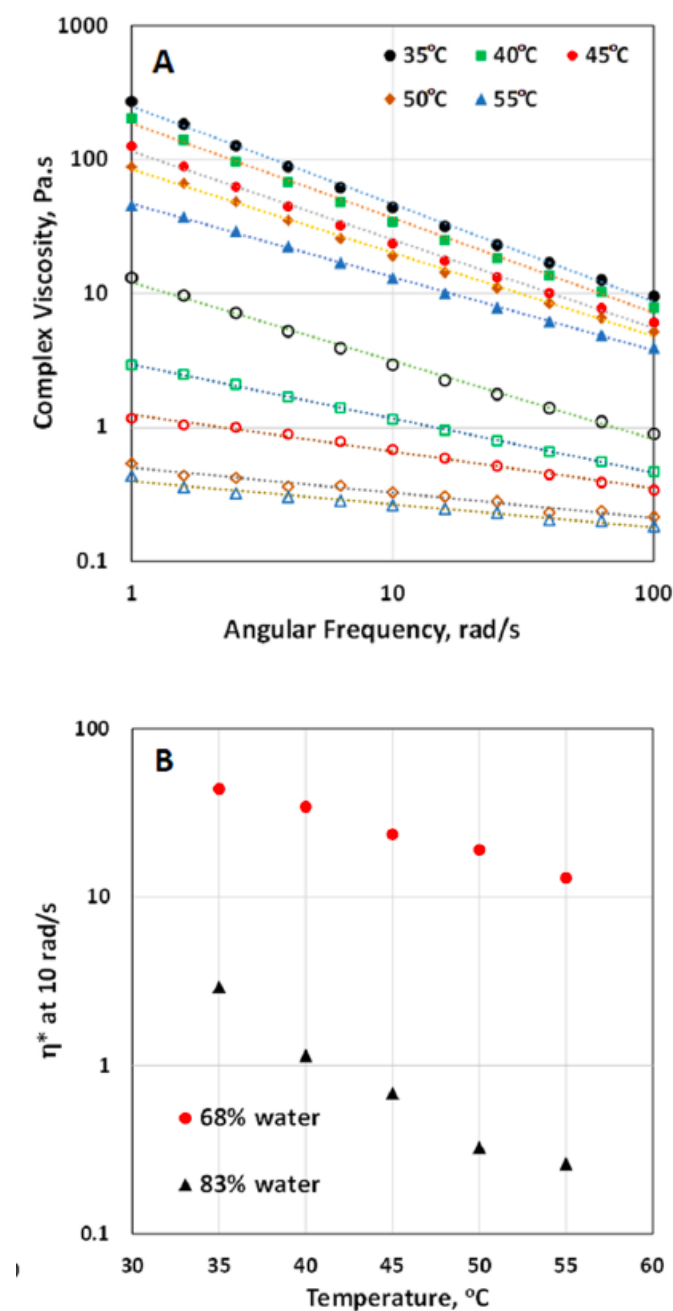 1000
A
35°C 40°C 45°C
50°C 55°C
100
10
1
0.1
Complex Viscosity, Pa.s
1 10 100
Angular Frequency, rad/s
100
B
10
1
0.1
η* at 10 rad/s
68% water
83% water
30 35 40 45 50 55 60
Temperature, °C